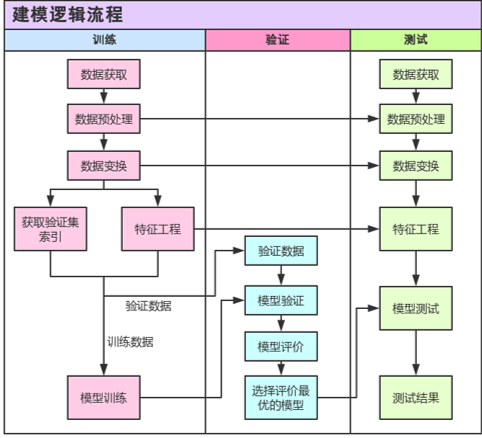 建模逻辑流程
训练
验证
测试
数据获取
数据预处理
数据变换
获取验证集
索引
特征工程
验证数据
训练数据
模型训练
验证数据
模型验证
模型评价
选择评价最
优的模型
数据获取
数据预处理
数据变换
特征工程
模型测试
测试结果